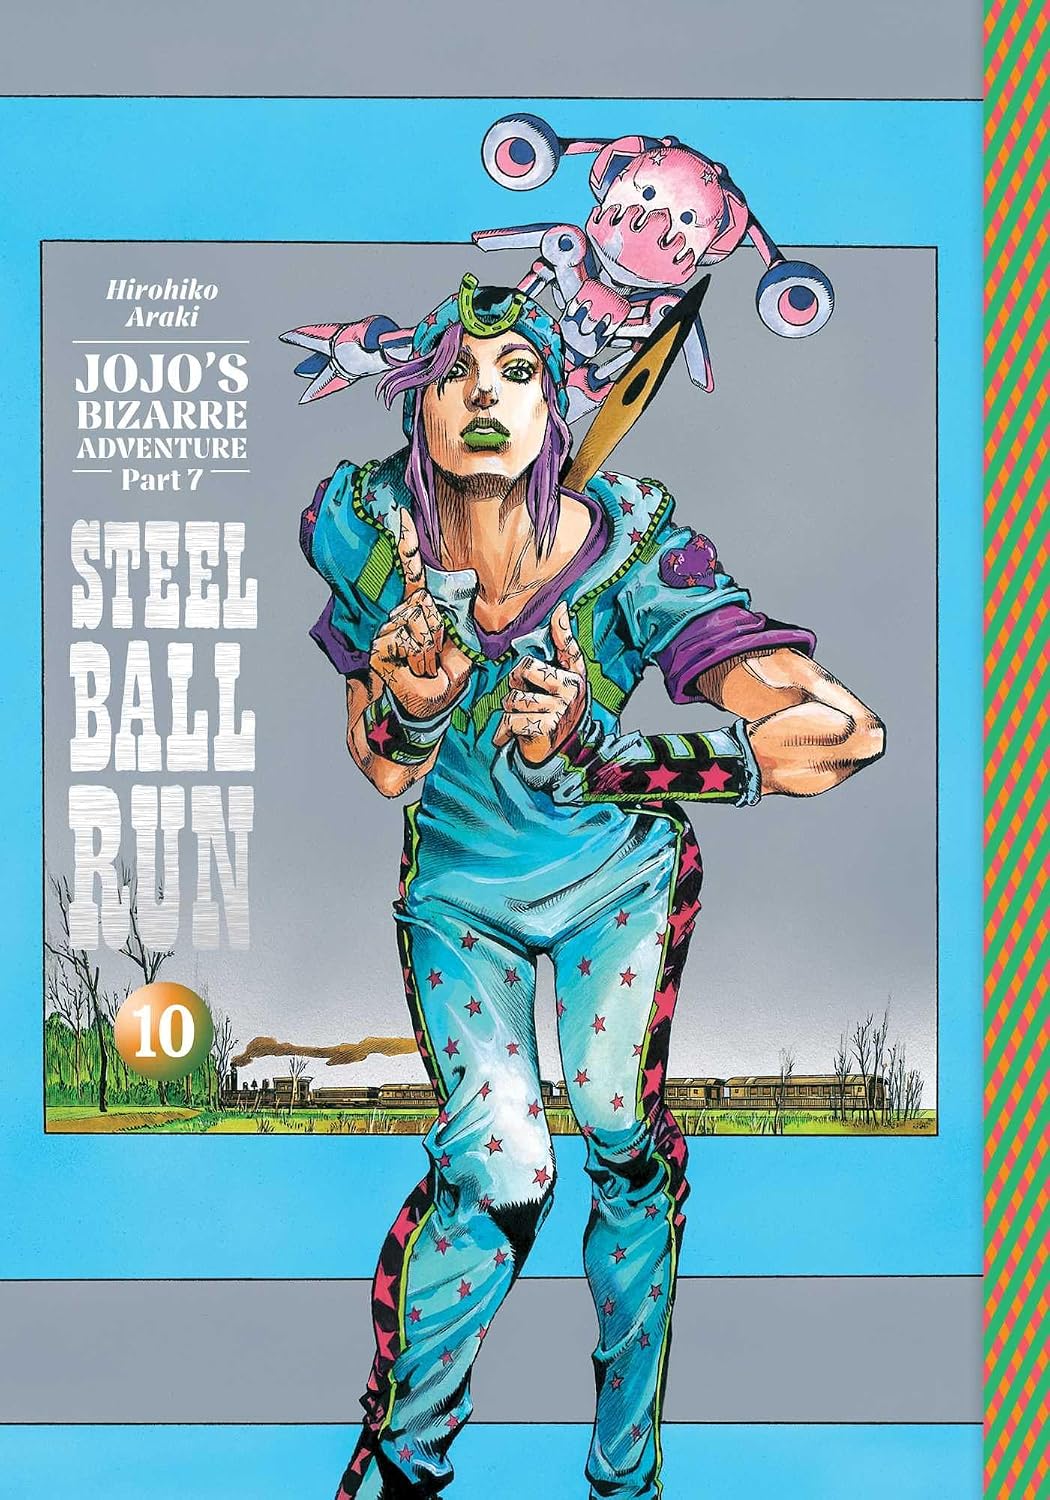 Hirohiko
Araki
JOJO'S
BIZARRE
ADVENTURE
Part 7
STEEL
BALL
RUN
10